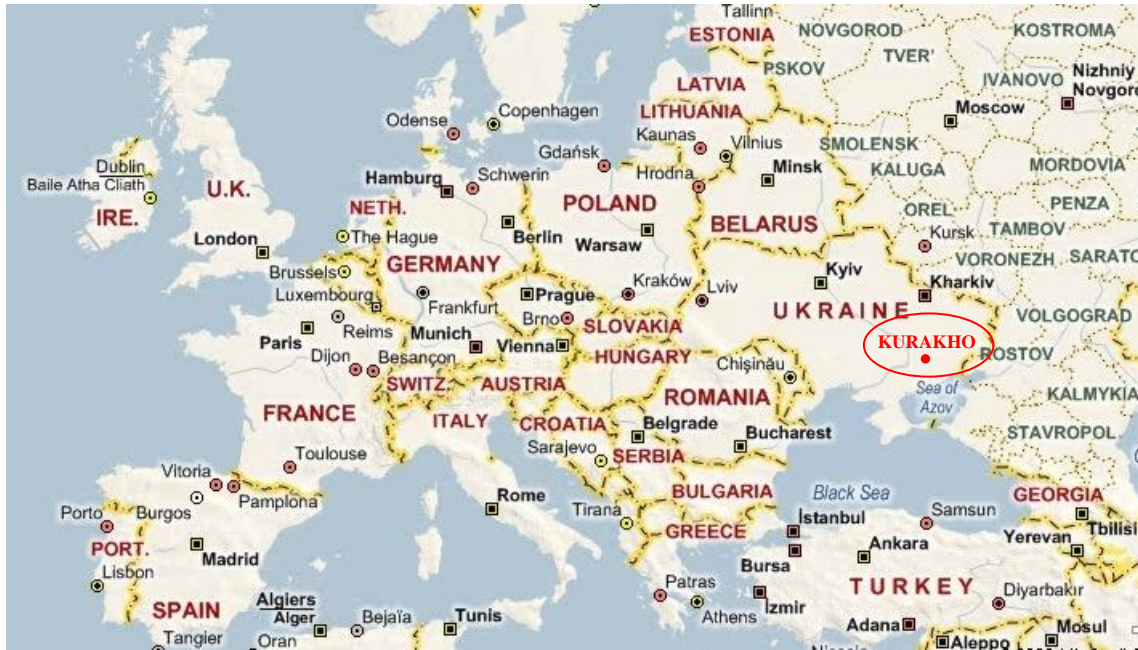 Tallinn
ESTONIA
NOVGOROD
KOSTROMA
TVER'
PSKOV
IVANOVO
Nizhniy
Novgoro
LATVIA
LITHUANIA
Moscow
Copenhagen
Odense
Kaunas
Vilnius
SMOLENSK
KALUGA
MORDOVIA
Gdańsk
Dublin
Baile Atha Cliath
U.K.
IRE.
Hamburg
Schwerin
Hrodna
Minsk
NETH.
POLAND
BELARUS
OREL
PENZA
TAMBOV
Kursk
London
The Hague
Berlin
Warsaw
VORONEZH
SARATO
Brussels
GERMANY
Kyiv
Kharkiv
Luxembourg
Frankfurt
Prague
Kraków
Lviv
UKRAINE
VOLGOGRAD
Paris
Reims
Munich
Brno
Vienna
SLOVAKIA
KURAKHO
ROSTOV
Dijon
Besançon
HUNGARY
Chişinău
SWITZ.
AUSTRIA
Sea of
Azov
KALMYKIA
FRANCE
ITALY
CROATIA
ROMANIA
Belgrade
Bucharest
STAVROPOL
Toulouse
Sarajevo
SERBIA
Vitoria
Pamplona
Burgos
Rome
BULGARIA
Black Sea
GEORGIA
Porto
PORT.
Tirana
GREECE
İstanbul
Samsun
Tbilisi
Yerevan
Madrid
Bursa
Ankara
Lisbon
SPAIN
Algiers
Alger
Bejaïa
Tunis
Patras
Athens
İzmir
TURKEY
Diyarbakır
Tangier
Oran
Adana
Aleppo
Mosul